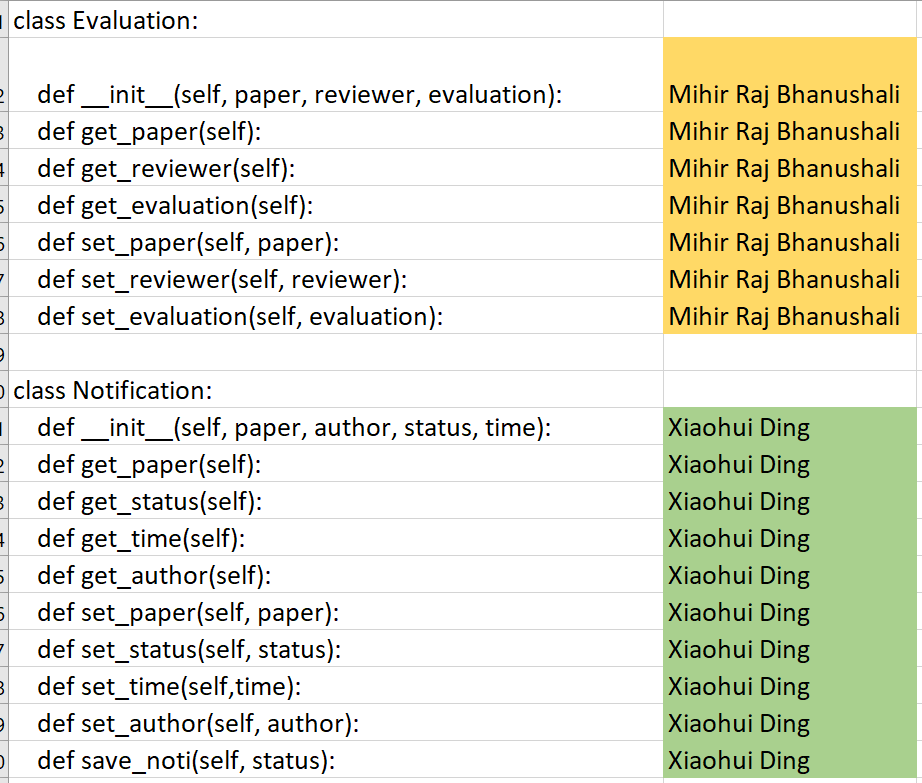 class Evaluation:
def __init__(self, paper, reviewer, evaluation): Mihir Raj Bhanushali
def get_paper(self): Mihir Raj Bhanushali
def get_reviewer(self): Mihir Raj Bhanushali
def get_evaluation(self): Mihir Raj Bhanushali
def set_paper(self, paper): Mihir Raj Bhanushali
def set_reviewer(self, reviewer): Mihir Raj Bhanushali
def set_evaluation(self, evaluation): Mihir Raj Bhanushali
class Notification:
def __init__(self, paper, author, status, time): Xiaohui Ding
def get_paper(self): Xiaohui Ding
def get_status(self): Xiaohui Ding
def get_time(self): Xiaohui Ding
def get_author(self): Xiaohui Ding
def set_paper(self, paper): Xiaohui Ding
def set_status(self, status): Xiaohui Ding
def set_time(self,time): Xiaohui Ding
def set_author(self, author): Xiaohui Ding
def save_noti(self, status): Xiaohui Ding